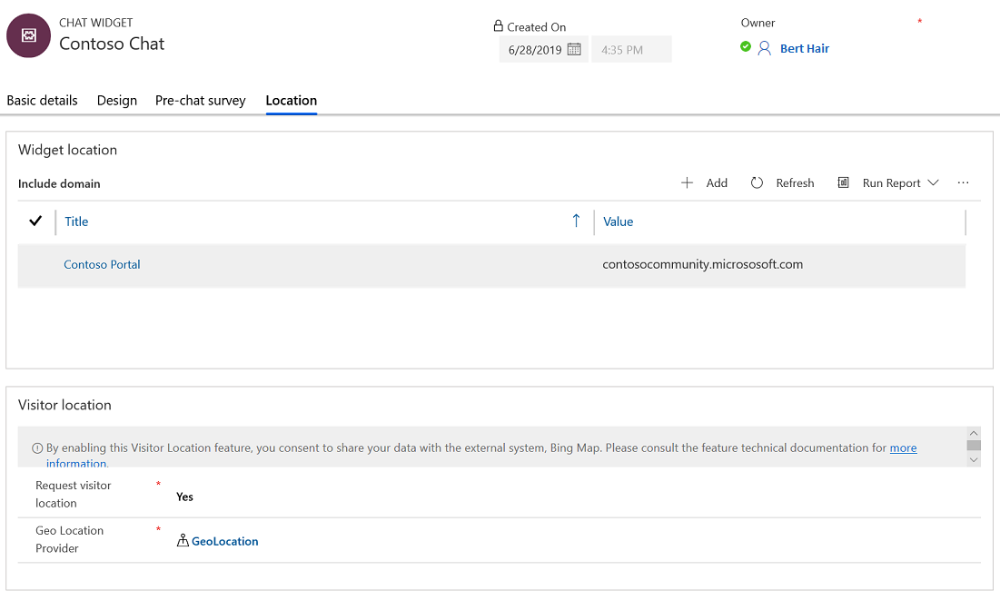 CHAT WIDGET
Contoso Chat
Created On
6/28/2019
4:35 PM
Owner
*
Bert Hair
Basic details
Design
Pre-chat survey
Location
Widget location
Include domain
Add
Refresh
Run Report
...
Title
Value
Contoso Portal
contosocommunity.micrososoft.com
Visitor location
By enabling this Visitor Location feature, you consent to share your data with the external system, Bing Map. Please consult the feature technical documentation for more
information.
Request visitor
location
*
Yes
Geo Location
Provider
*
GeoLocation